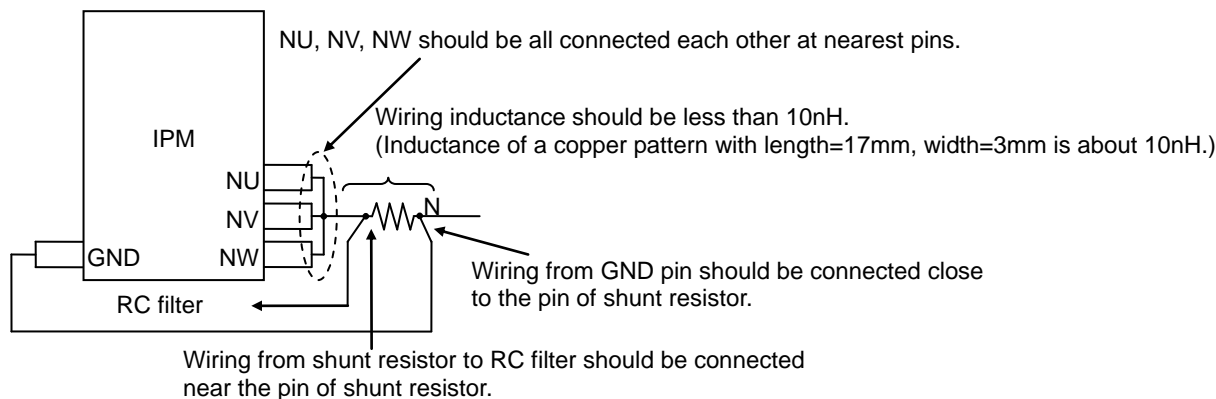 NU, NV, NW should be all connected each other at nearest pins.
Wiring inductance should be less than 10nH.
(Inductance of a copper pattern with length=17mm, width=3mm is about 10nH.)
IPM
NU
NV
NW
GND
N
Wiring from GND pin should be connected close
to the pin of shunt resistor.
RC filter
Wiring from shunt resistor to RC filter should be connected
near the pin of shunt resistor.